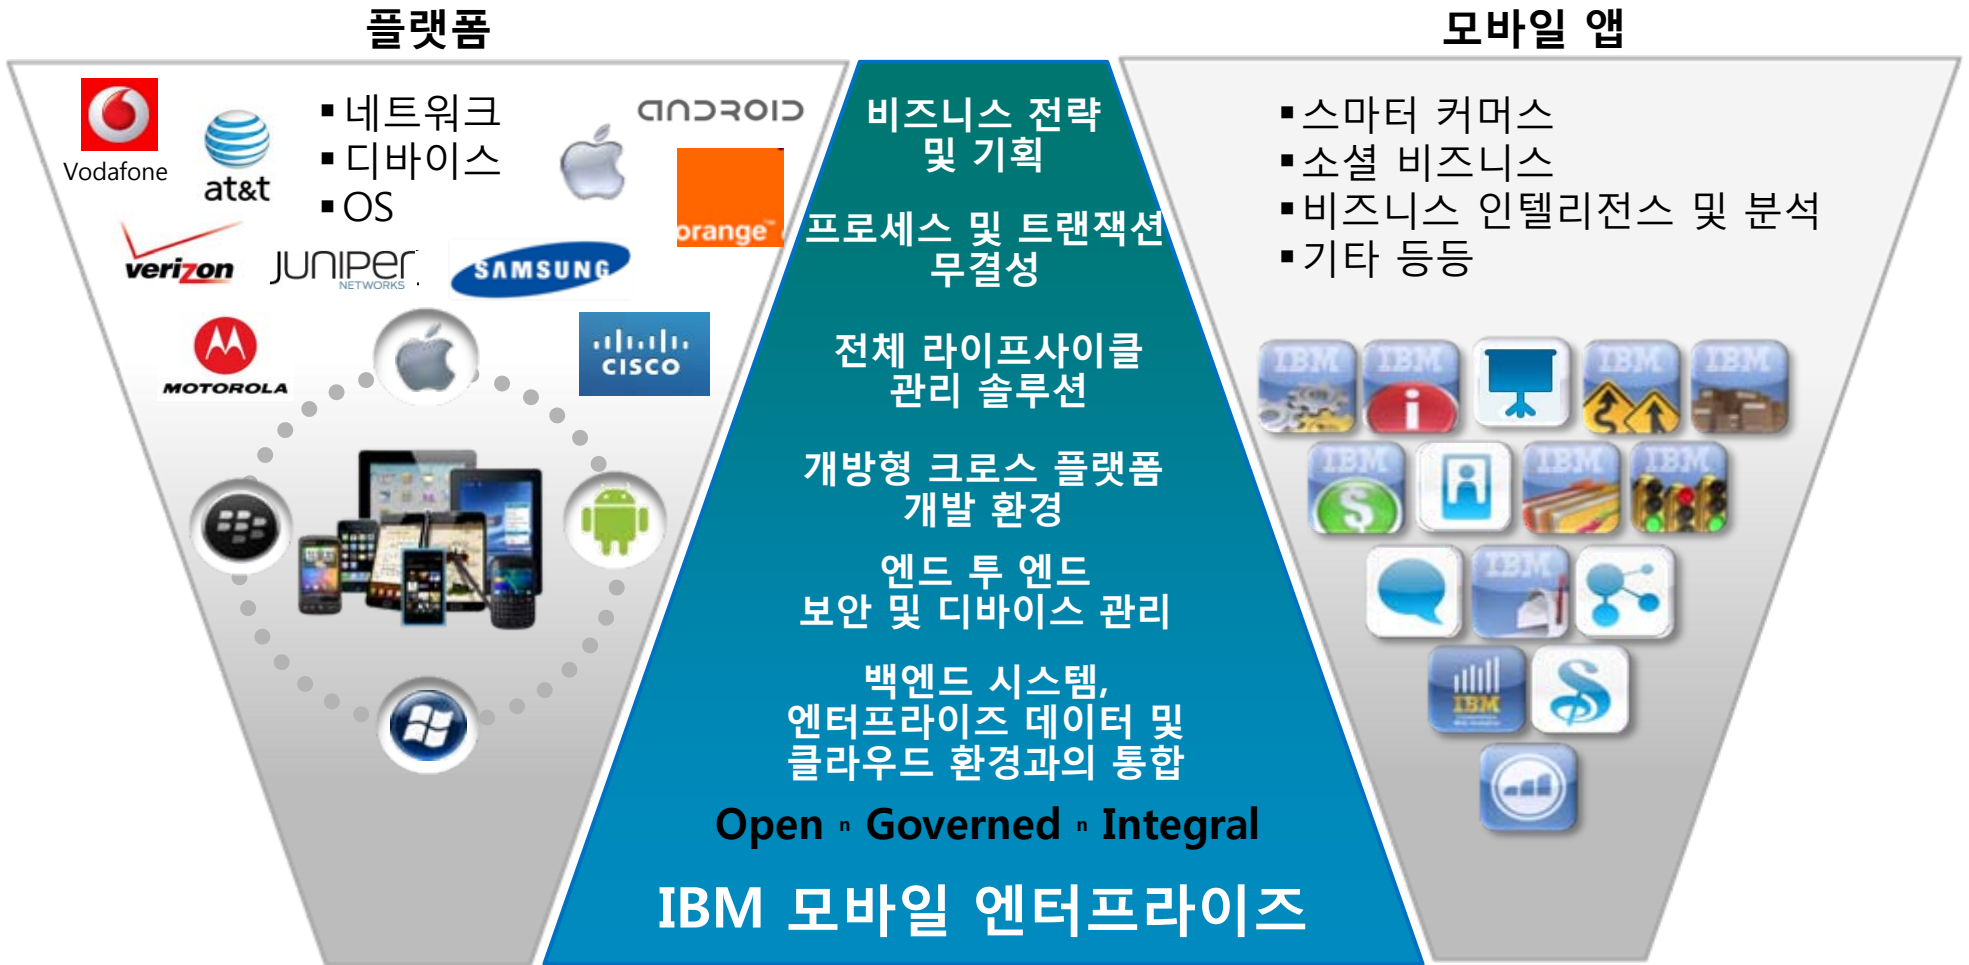 플랫폼
Vodafone
at&t
▪네트워크
▪디바이스
▪OS
ANDROID
orange™
verizon
JUNIPEr
NETWORKS
SAMSUNG
MOTOROLA
CISCO
비즈니스 전략
및 기획
프로세스 및 트랜잭션
무결성
전체 라이프사이클
관리 솔루션
개방형 크로스 플랫폼
개발 환경
엔드 투 엔드
보안 및 디바이스 관리
백엔드 시스템,
엔터프라이즈 데이터 및
클라우드 환경과의 통합
Open n Governed n Integral
IBM 모바일 엔터프라이즈
모바일 앱
▪스마터 커머스
▪소셜 비즈니스
▪비즈니스 인텔리전스 및 분석
▪기타 등등
IBM IBM IBM IBM
IBM IBM IBM
IBM
IBM